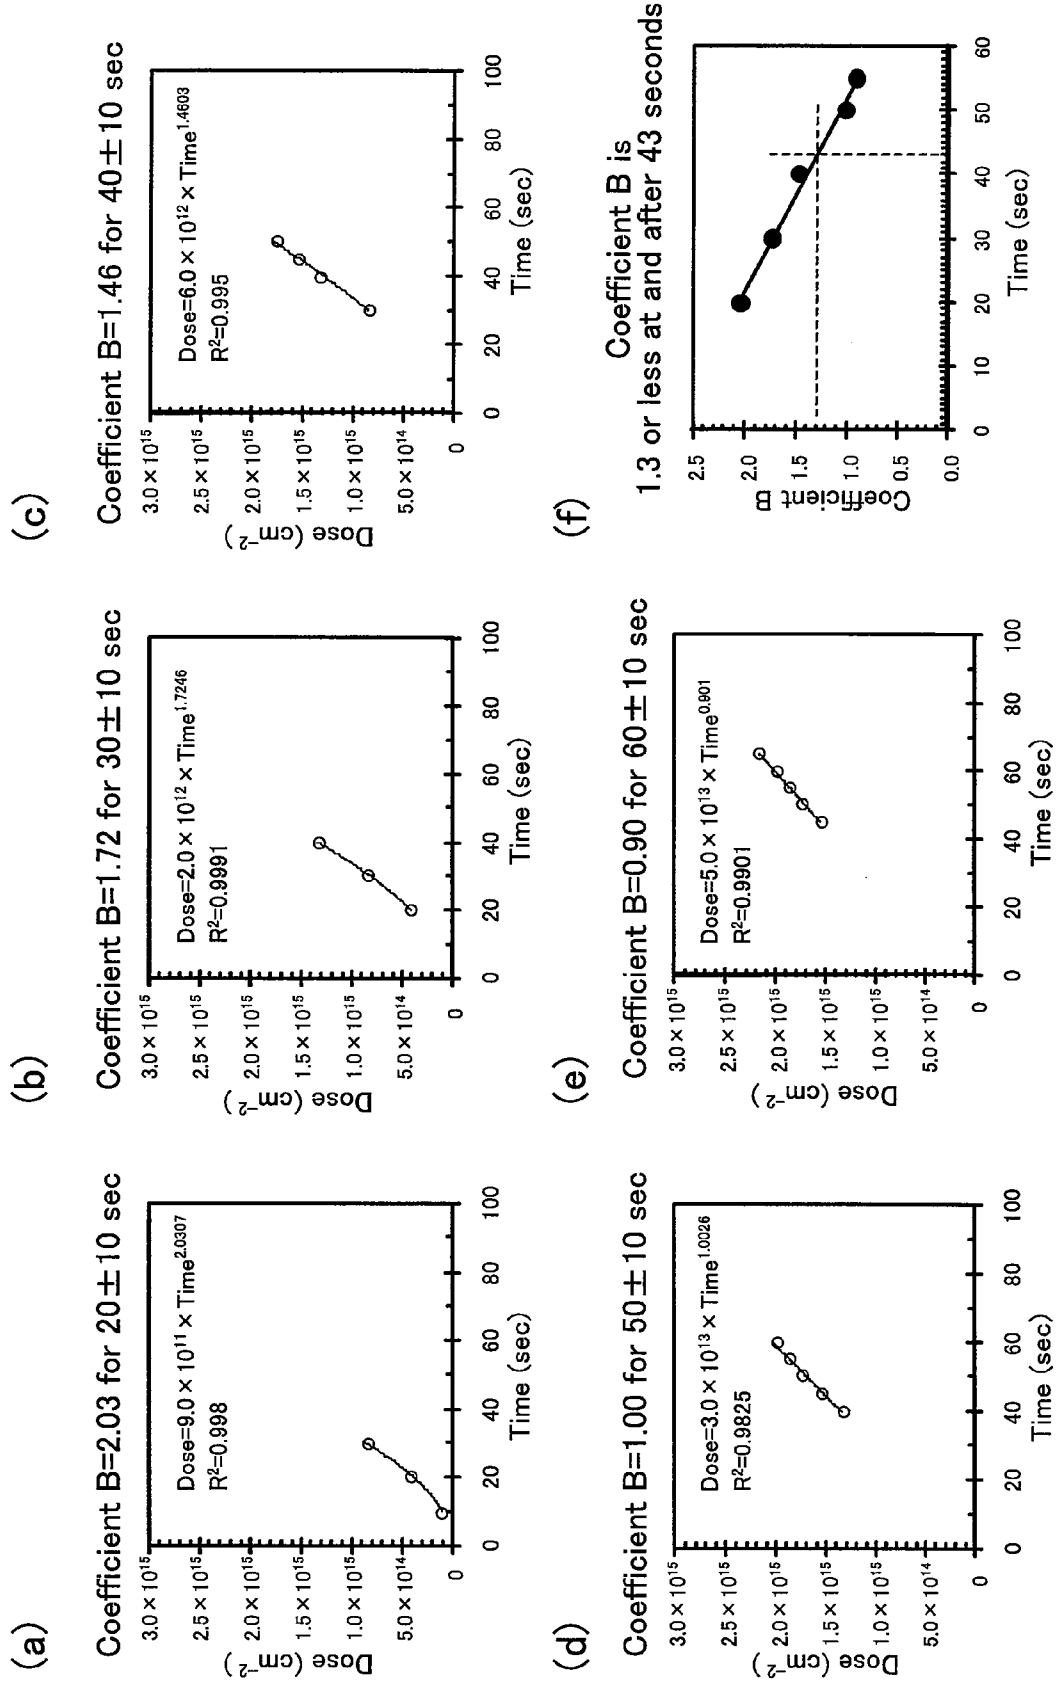 (a)
Coefficient B=2.03 for 20±10 sec
3.0×10¹⁵
2.5×10¹⁵
2.0×10¹⁵
1.5×10¹⁵
1.0×10¹⁵
5.0×10¹⁴
0
Dose (cm⁻²)
Dose=9.0×10¹¹×Time²·⁰³⁰⁷
R²=0.998
0 20 40 60 80 100
Time (sec)
(b)
Coefficient B=1.72 for 30±10 sec
3.0×10¹⁵
2.5×10¹⁵
2.0×10¹⁵
1.5×10¹⁵
1.0×10¹⁵
5.0×10¹⁴
0
Dose (cm⁻²)
Dose=2.0×10¹²×Time¹·⁷²⁴⁶
R²=0.9991
0 20 40 60 80 100
Time (sec)
(c)
Coefficient B=1.46 for 40±10 sec
3.0×10¹⁵
2.5×10¹⁵
2.0×10¹⁵
1.5×10¹⁵
1.0×10¹⁵
5.0×10¹⁴
0
Dose (cm⁻²)
Dose=6.0×10¹²×Time¹·⁴⁶⁰³
R²=0.995
0 20 40 60 80 100
Time (sec)
(d)
Coefficient B=1.00 for 50±10 sec
3.0×10¹⁵
2.5×10¹⁵
2.0×10¹⁵
1.5×10¹⁵
1.0×10¹⁵
5.0×10¹⁴
0
Dose (cm⁻²)
Dose=3.0×10¹³×Time¹·⁰⁰²⁶
R²=0.9825
0 20 40 60 80 100
Time (sec)
(e)
Coefficient B=0.90 for 60±10 sec
3.0×10¹⁵
2.5×10¹⁵
2.0×10¹⁵
1.5×10¹⁵
1.0×10¹⁵
5.0×10¹⁴
0
Dose (cm⁻²)
Dose=5.0×10¹³×Time⁰·⁹⁰¹
R²=0.9901
0 20 40 60 80 100
Time (sec)
(f)
Coefficient B is
1.3 or less at and after 43 seconds
2.5
2.0
1.5
1.0
0.5
0.0
Coefficient B
0 10 20 30 40 50 60
Time (sec)